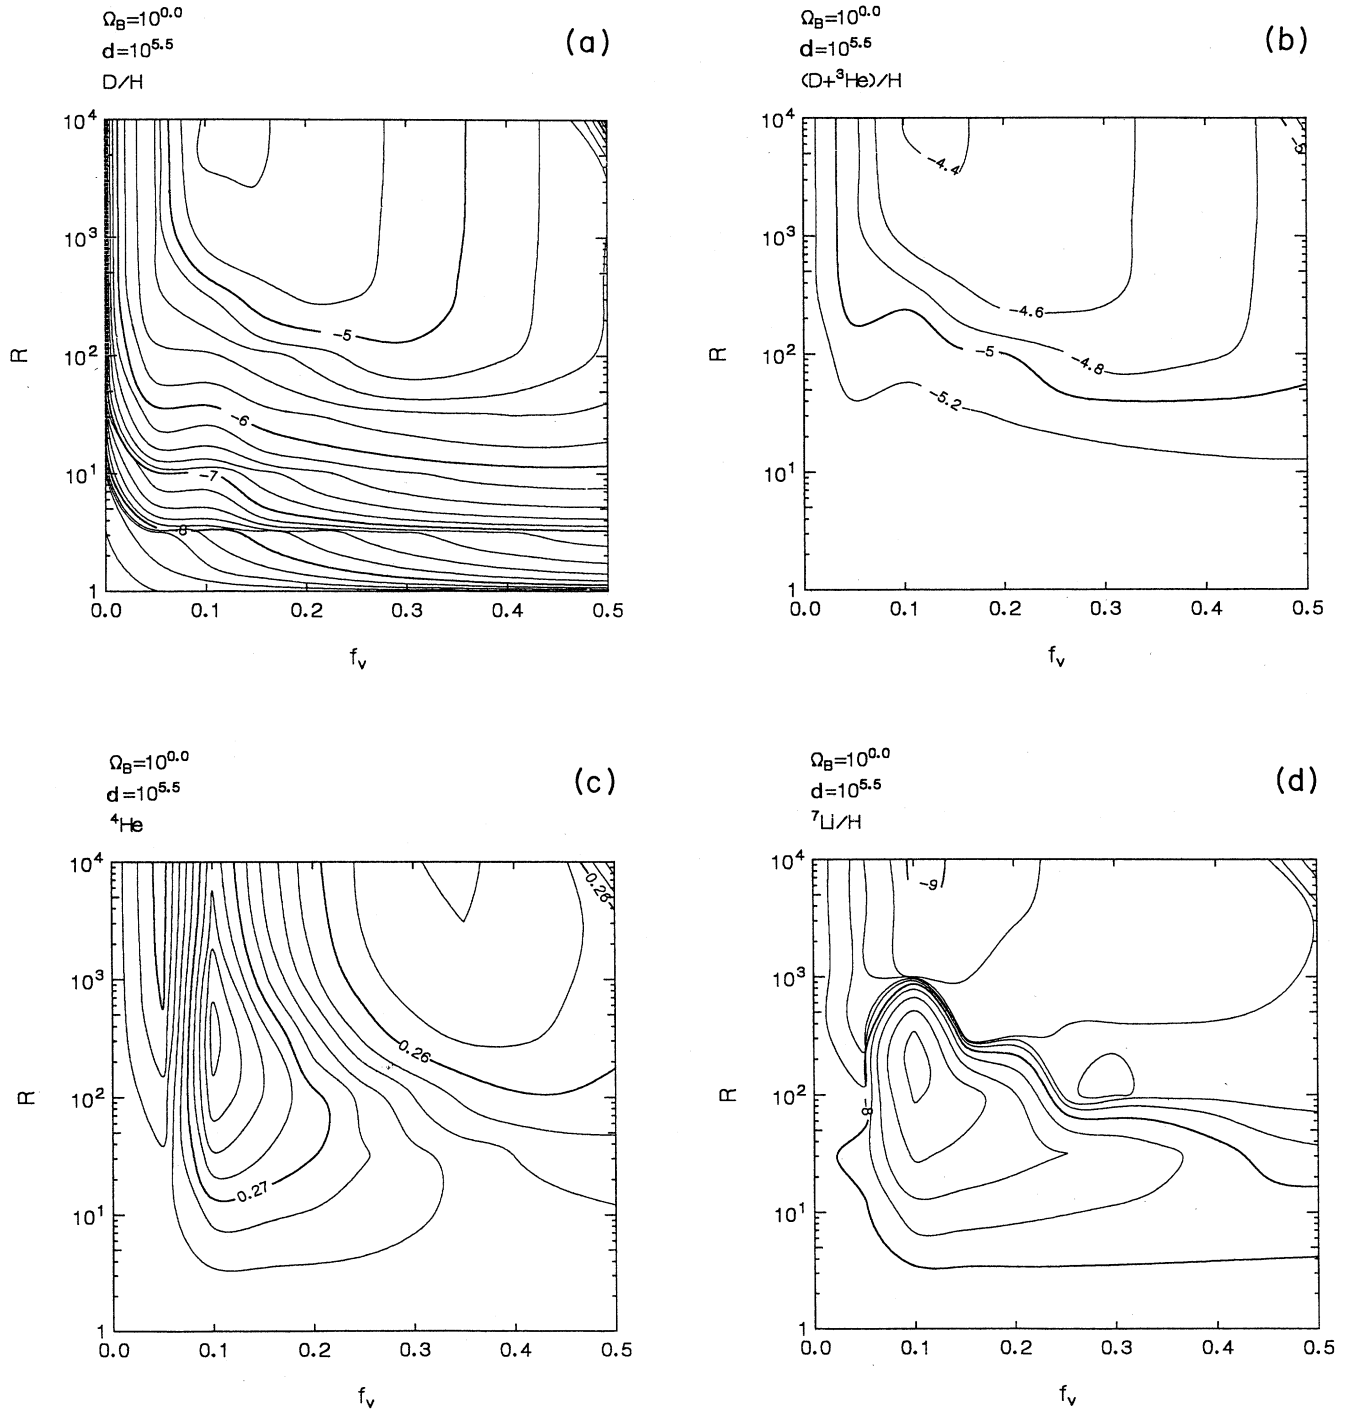 Ω_B=10^0.0
d=10^5.5
D/H
(a)
10^4
10^3
10^2
10^1
1
R
-5
-6
-7
-8
0.0 0.1 0.2 0.3 0.4 0.5
f_v
Ω_B=10^0.0
d=10^5.5
(D+^3He)/H
(b)
10^4
10^3
10^2
10^1
1
R
-4.4
-4.6
-4.8
-5
-5.2
0.0 0.1 0.2 0.3 0.4 0.5
f_v
Ω_B=10^0.0
d=10^5.5
^4He
(c)
10^4
10^3
10^2
10^1
1
R
0.26
0.26
0.27
0.0 0.1 0.2 0.3 0.4 0.5
f_v
Ω_B=10^0.0
d=10^5.5
^7Li/H
(d)
10^4
10^3
10^2
10^1
1
R
-9
-8
0.0 0.1 0.2 0.3 0.4 0.5
f_v